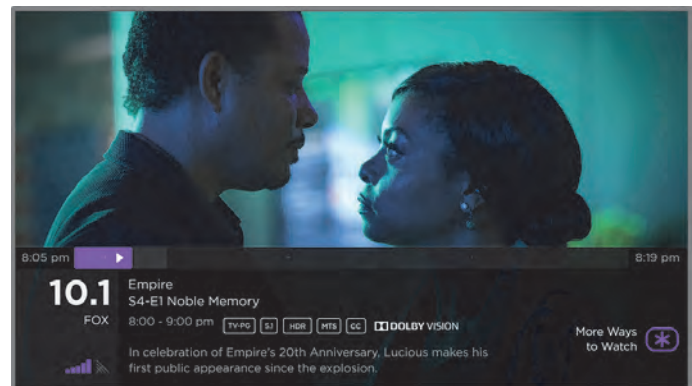 8:05 pm 8:19 pm
10.1 Empire
S4-E1 Noble Memory
FOX 8:00 - 9:00 pm TV-PG 5.1 HDR MTS CC DOLBY VISION
More Ways
to Watch
In celebration of Empire's 20th Anniversary, Lucious makes his
first public appearance since the explosion.